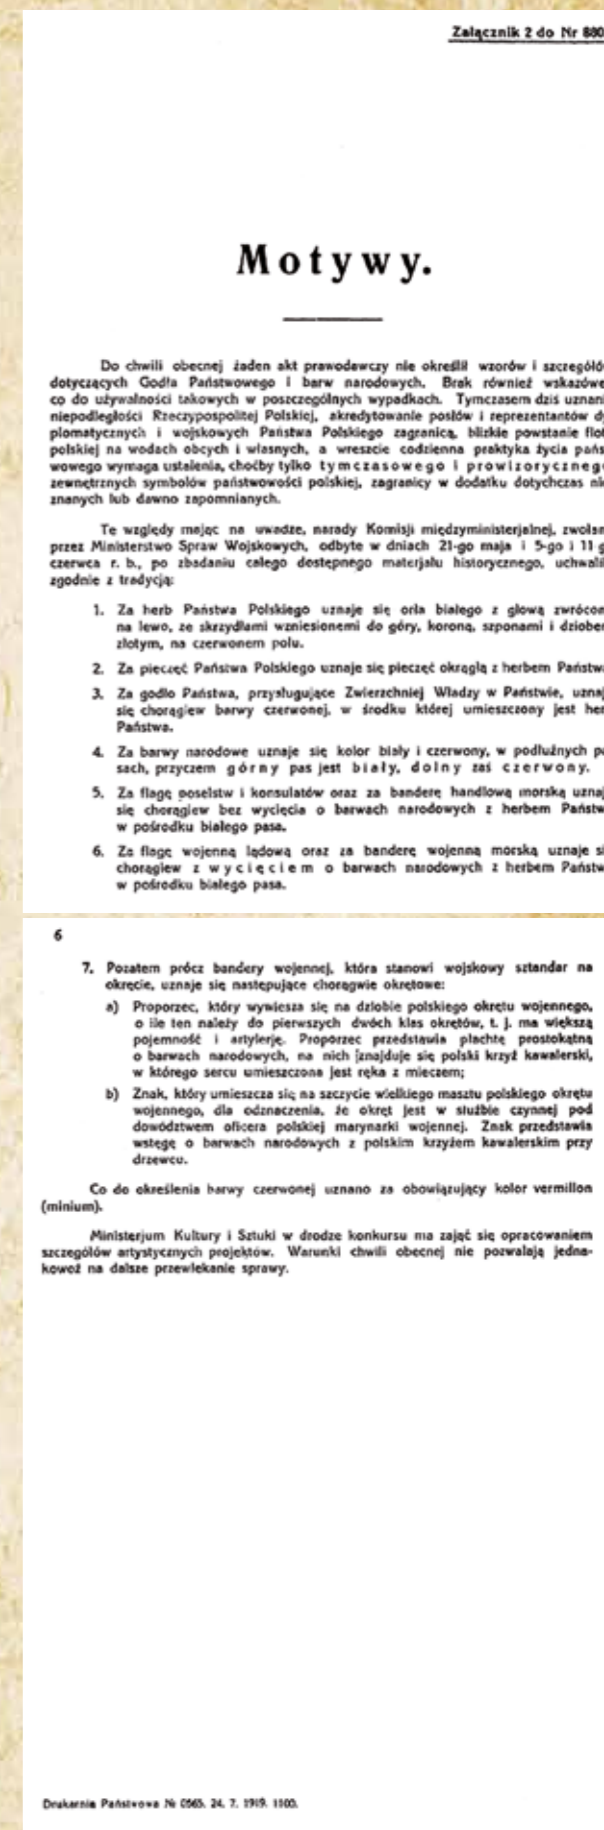 Załącznik 2 do Nr 880
Motywy.
Do chwili obecnej żaden akt prawodawczy nie określił wzorów i szczegółó
dotyczących Godła Państwowego i barw narodowych. Brak również wskazówe
co do używalności takowych w poszczególnych wypadkach. Tymczasem dziś uznani
niepodległości Rzeczypospolitej Polskiej, akredytowanie posłów i reprezentantów dy
plomatycznych i wojskowych Państwa Polskiego zagranicą, blizkie powstanie flot
polskiej na wodach obcych i własnych, a wreszcie codzienna praktyka życia pańs
wowego wymaga ustalenia, choćby tylko tymczasowego i prowizorycznego
zewnętrznych symbolów państwowości polskiej, zagranicy w dodatku dotychczas nie
znanych lub dawno zapomnianych.
Te względy mając na uwadze, narady Komisji międzyministerjalnej, zwołan
przez Ministerstwo Spraw Wojskowych, odbyte w dniach 21-go maja i 5-go i 11-g
czerwca r. b., po zbadaniu całego dostępnego materjału historycznego, uchwalił
zgodnie z tradycją:
1. Za herb Państwa Polskiego uznaje się orła białego z głową zwrócon
na lewo, ze skrzydłami wzniesionemi do góry, koroną, szponami i dziobem
złotym, na czerwonem polu.
2. Za pieczęć Państwa Polskiego uznaje się pieczęć okrągłą z herbem Państwa
3. Za godło Państwa, przysługujące Zwierzchniej Władzy w Państwie, uznaj
się chorągiew barwy czerwonej, w środku której umieszczony jest her
Państwa.
4. Za barwy narodowe uznaje się kolor biały i czerwony, w podłużnych pa
sach, przyczem górny pas jest biały, dolny zaś czerwony.
5. Za flagę poselstw i konsulatów oraz za banderę handlową morską uznaj
się chorągiew bez wycięcia o barwach narodowych z herbem Państw
w pośrodku białego pasa.
6. Za flagę wojenną lądową oraz za banderę wojenną morską uznaje si
chorągiew z wycięciem o barwach narodowych z herbem Państw
w pośrodku białego pasa.
6
7. Pozatem prócz bandery wojennej, która stanowi wojskowy sztandar na
okręcie, uznaje się następujące chorągwie okrętowe:
a) Proporzec, który wywiesza się na dziobie polskiego okrętu wojennego,
o ile ten należy do pierwszych dwóch klas okrętów, t. j. ma większą
pojemność i artylerję. Proporzec przedstawia płachtę prostokątną
o barwach narodowych, na nich znajduje się polski krzyż kawalerski,
w którego sercu umieszczona jest ręka z mieczem;
b) Znak, który umieszcza się na szczycie wielkiego masztu polskiego okrętu
wojennego, dla odznaczenia, że okręt jest w służbie czynnej pod
dowództwem oficera polskiej marynarki wojennej. Znak przedstawia
wstęgę o barwach narodowych z polskim krzyżem kawalerskim przy
drzewcu.
Co do określenia barwy czerwonej uznano za obowiązujący kolor vermillon
(minium).
Ministerjum Kultury i Sztuki w drodze konkursu ma zająć się opracowaniem
szczegółów artystycznych projektów. Warunki chwili obecnej nie pozwalają jedna-
kowoż na dalsze przewlekanie sprawy.
Drukarnia Państwowa № 0565. 24. 7. 1919. 1100.